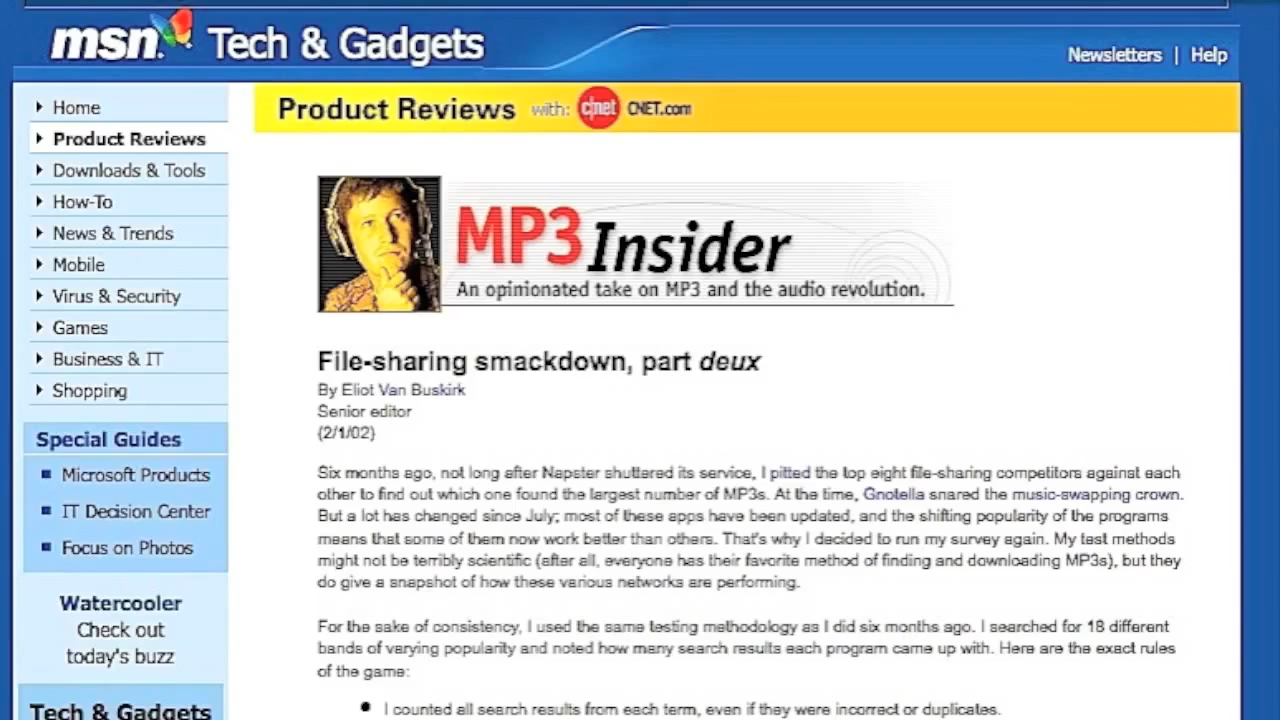 msn Tech & Gadgets
Newsletters | Help
Home
Product Reviews
Downloads & Tools
How-To
News & Trends
Mobile
Virus & Security
Games
Business & IT
Shopping
Special Guides
Microsoft Products
IT Decision Center
Focus on Photos
Watercooler
Check out
today's buzz
Tech & Gadgets
Product Reviews with: c|net CNET.com
MP3 Insider
An opinionated take on MP3 and the audio revolution.
File-sharing smackdown, part deux
By Eliot Van Buskirk
Senior editor
(2/1/02)
Six months ago, not long after Napster shuttered its service, I pitted the top eight file-sharing competitors against each
other to find out which one found the largest number of MP3s. At the time, Gnotella snared the music-swapping crown.
But a lot has changed since July; most of these apps have been updated, and the shifting popularity of the programs
means that some of them now work better than others. That's why I decided to run my survey again. My test methods
might not be terribly scientific (after all, everyone has their favorite method of finding and downloading MP3s), but they
do give a snapshot of how these various networks are performing.
For the sake of consistency, I used the same testing methodology as I did six months ago. I searched for 18 different
bands of varying popularity and noted how many search results each program came up with. Here are the exact rules
of the game:
• I counted all search results from each term, even if they were incorrect or duplicates.